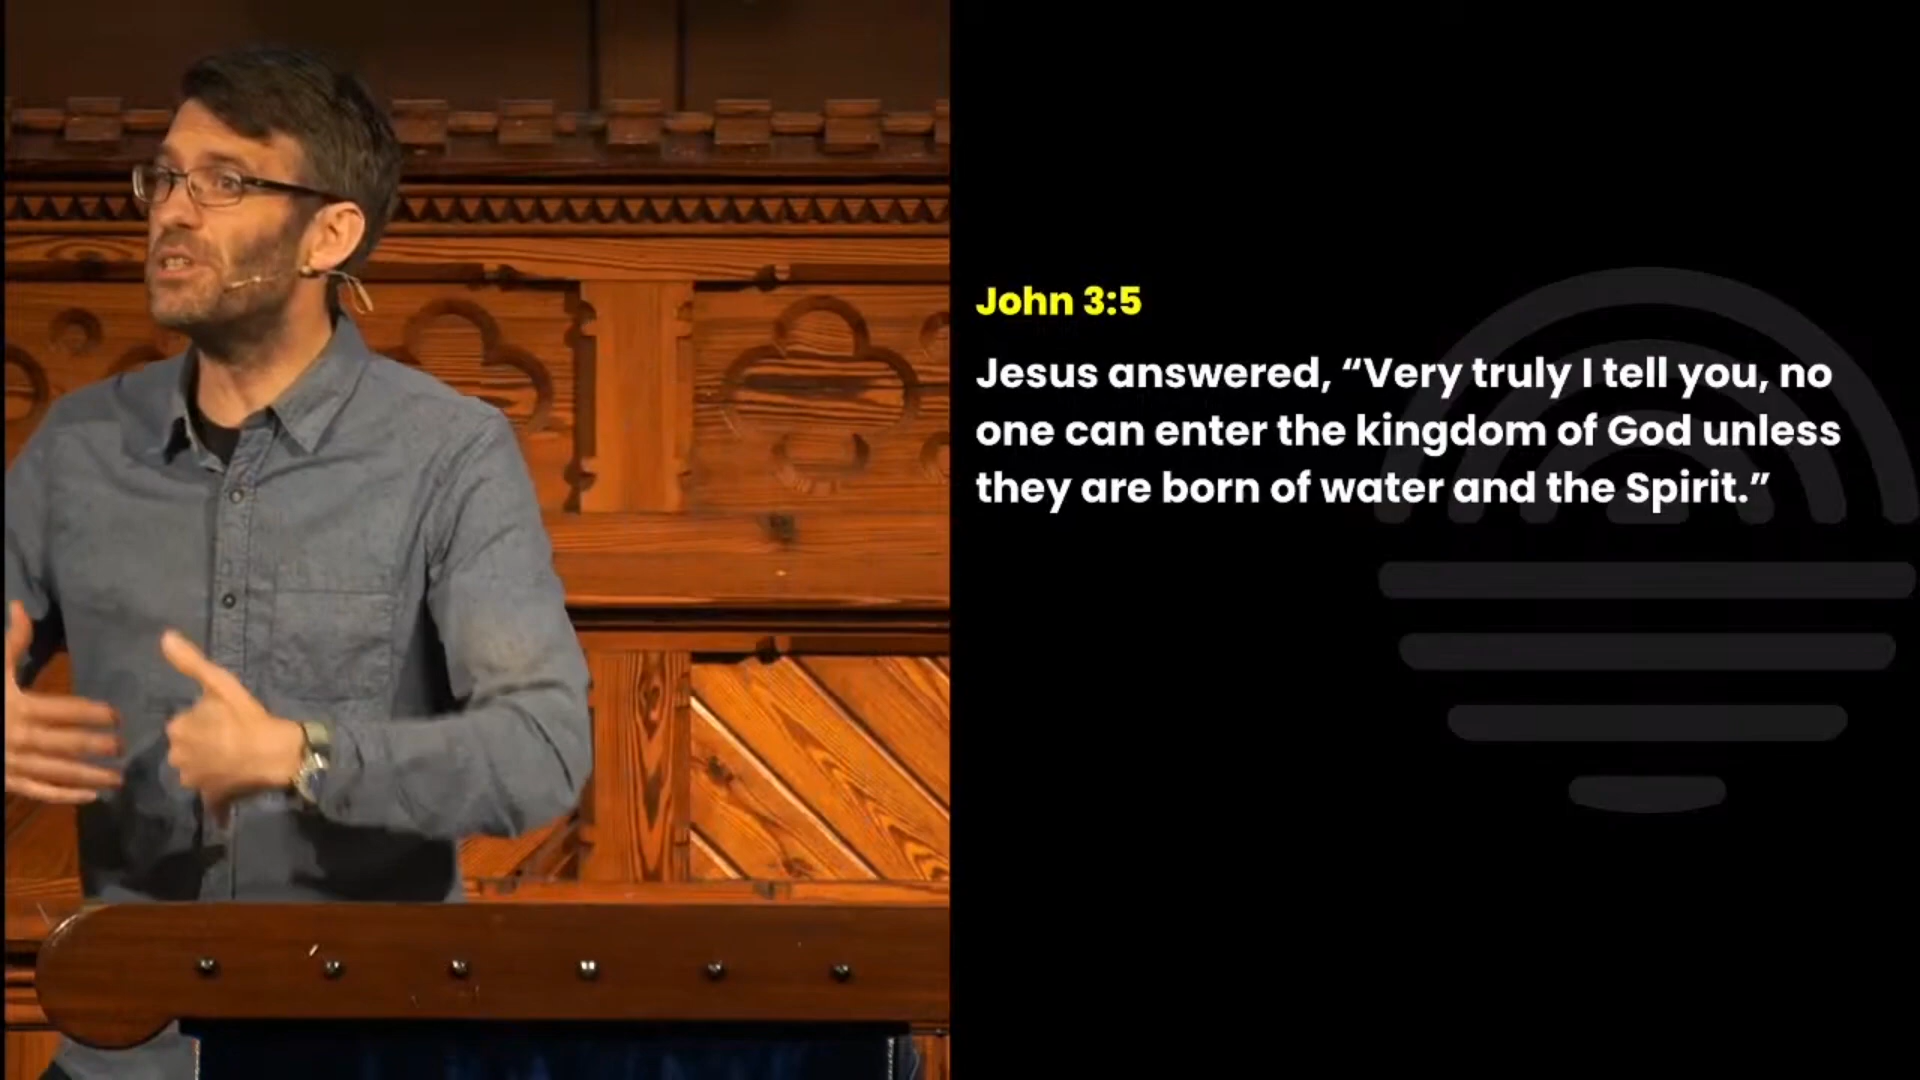 John 3:5
Jesus answered, “Very truly I tell you, no
one can enter the kingdom of God unless
they are born of water and the Spirit.”